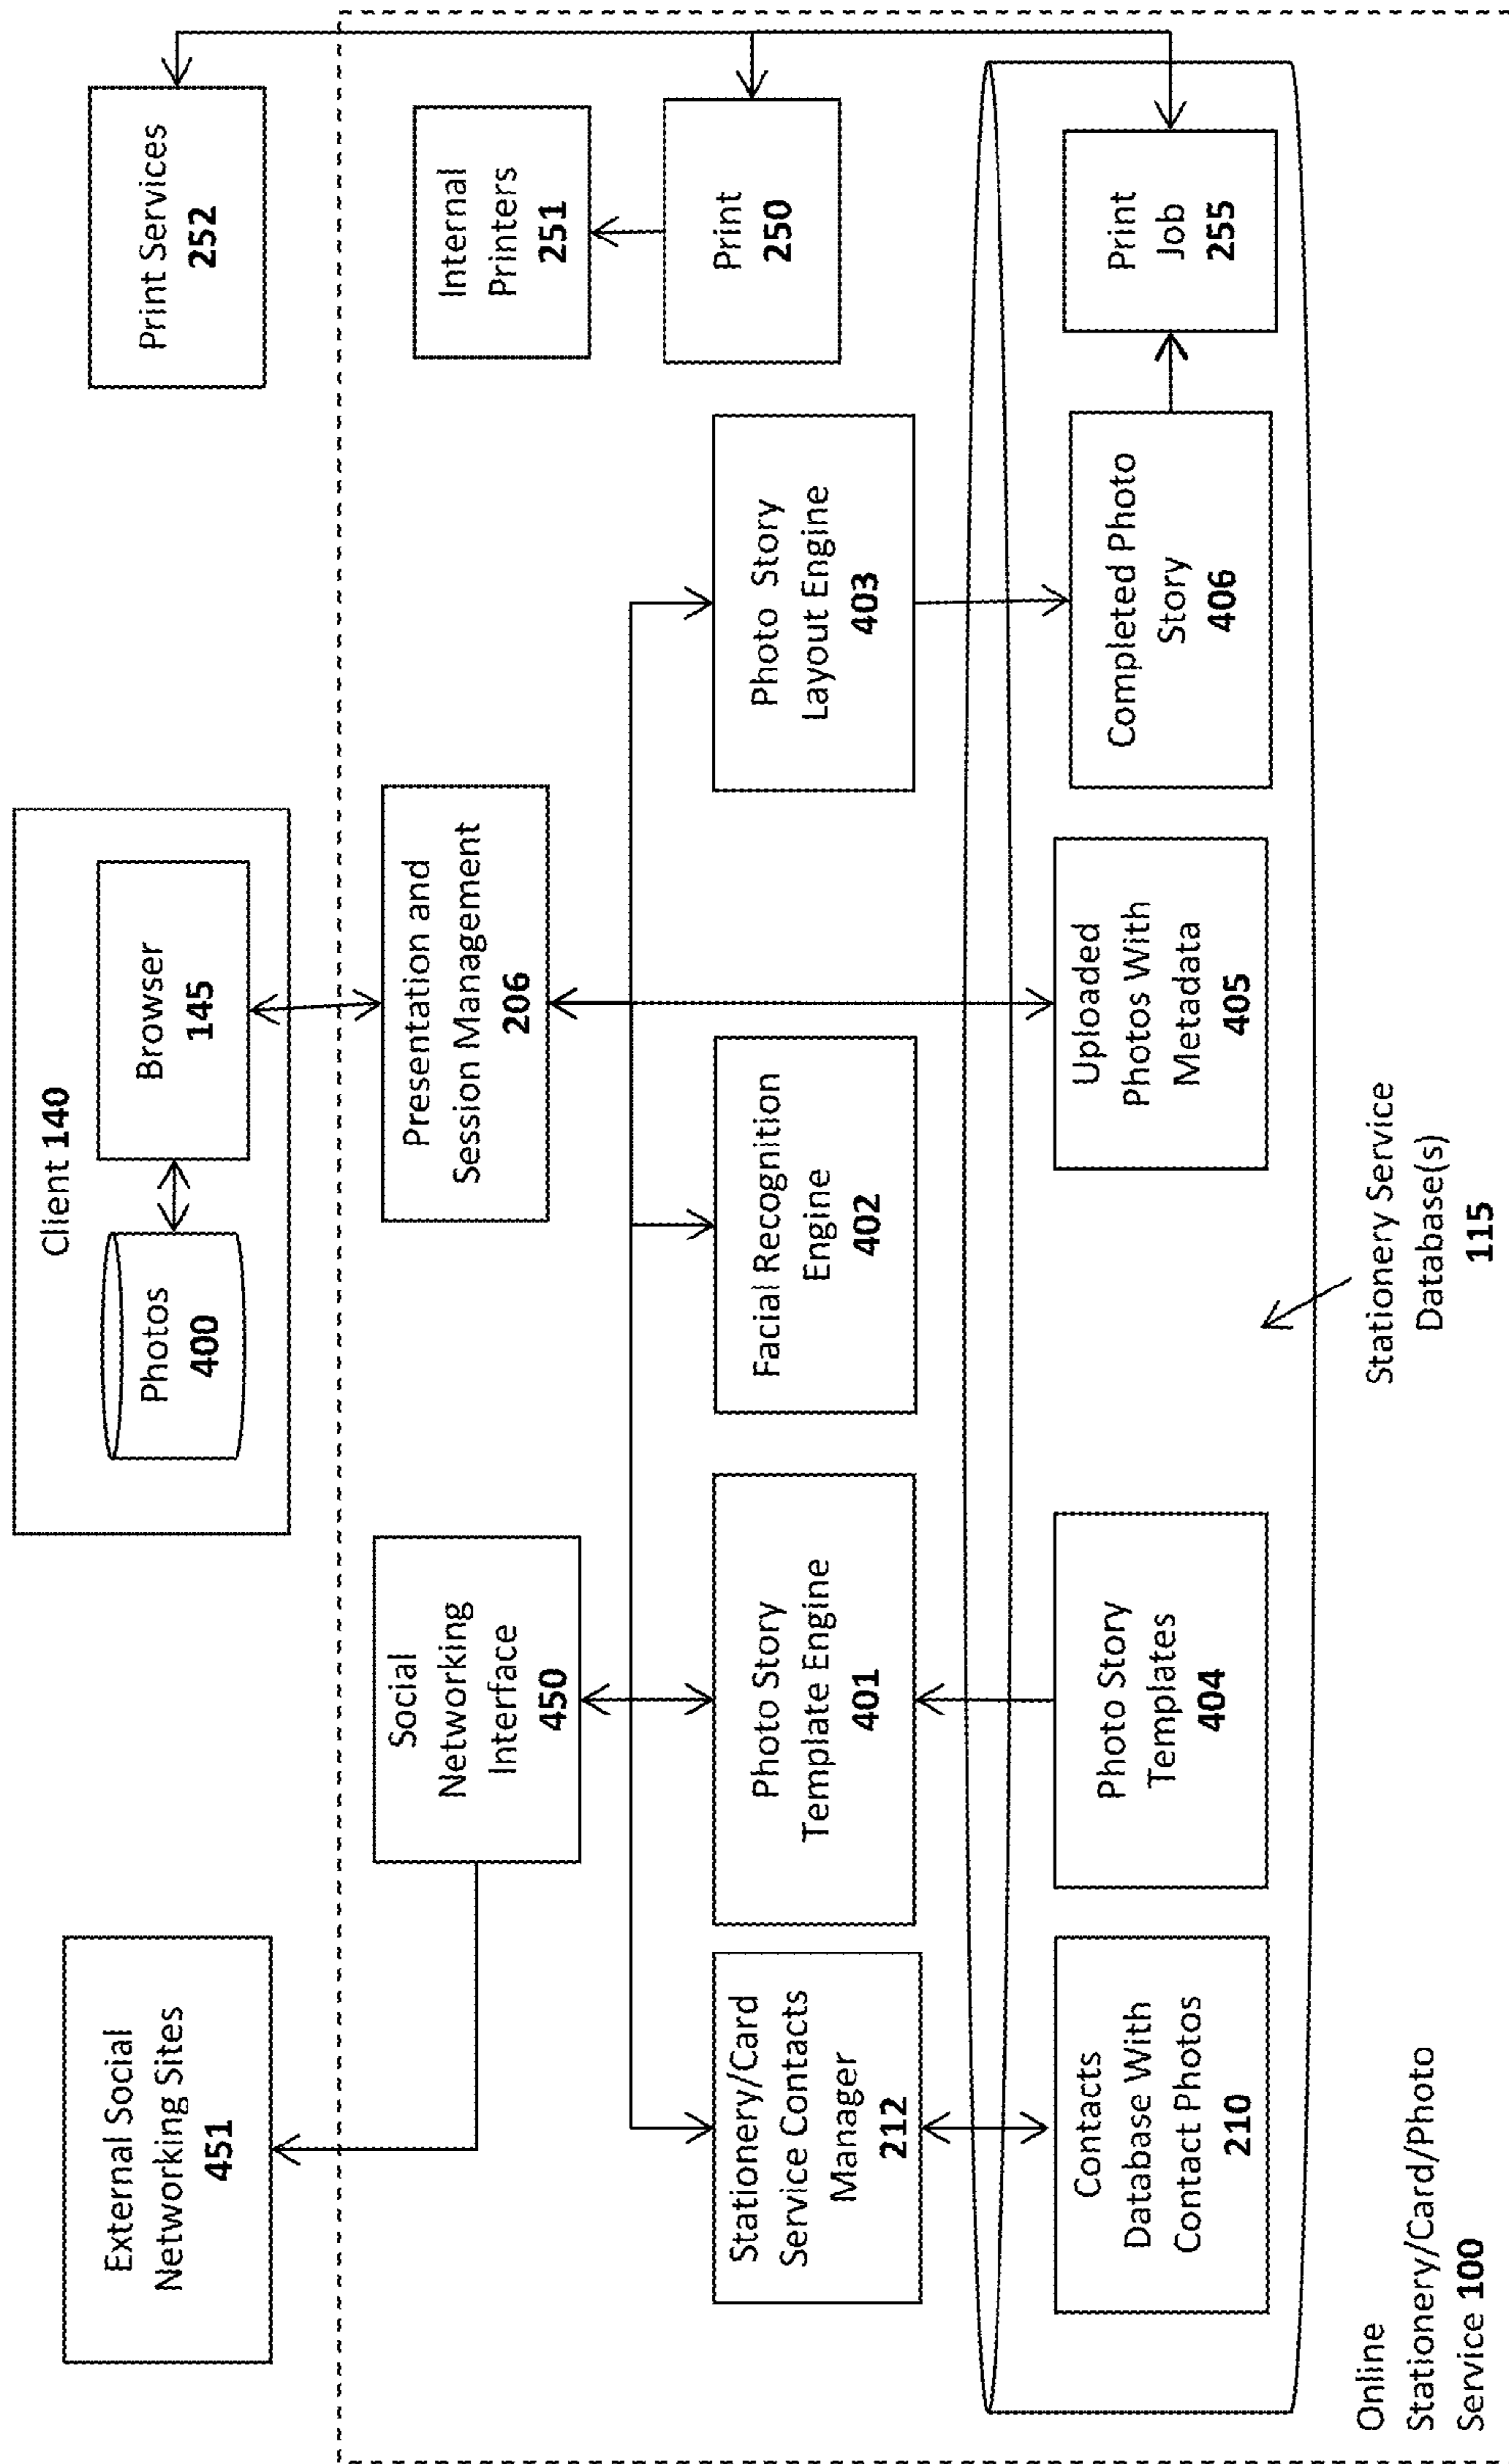 External Social
Networking Sites
451
Client 140
Photos
400
Browser
145
Print Services
252
Social
Networking
Interface
450
Presentation and
Session Management
206
Internal
Printers
251
Stationery/Card
Service Contacts
Manager
212
Photo Story
Template Engine
401
Facial Recognition
Engine
402
Photo Story
Layout Engine
403
Print
250
Contacts
Database With
Contact Photos
210
Photo Story
Templates
404
Uploaded
Photos With
Metadata
405
Completed Photo
Story
406
Print
Job
255
Online
Stationery/Card/Photo
Service 100
Stationery Service
Database(s)
115